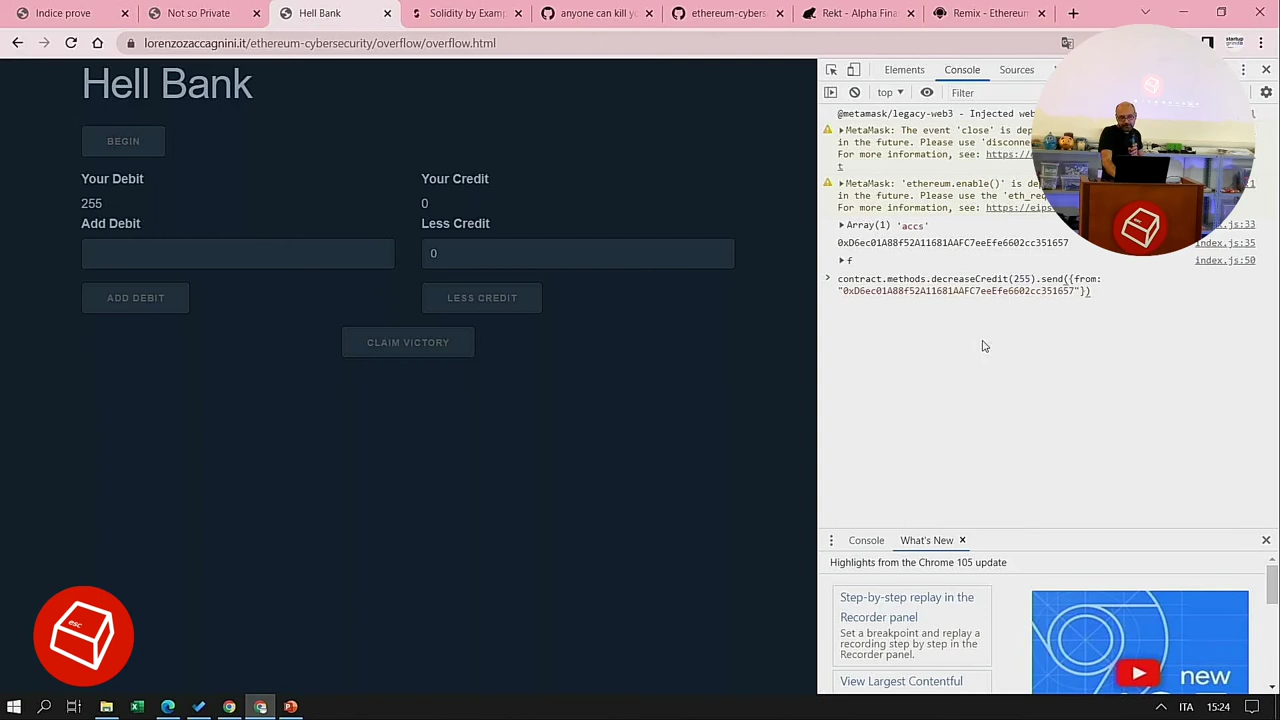 Indice prove
Not so Private
Hell Bank
Solidity by Examp
anyone can kill yo
ethereum-cybers
Rekt - Alpha Fina
Remix - Ethereum
lorenzozaccagnini.it/ethereum-cybersecurity/overflow/overflow.html
startup
Hell Bank
BEGIN
Your Debit
Your Credit
255
0
Add Debit
Less Credit
0
ADD DEBIT
LESS CREDIT
CLAIM VICTORY
Elements
Console
Sources
top
Filter
@metamask/legacy-web3 - Injected web
MetaMask: The event 'close' is dep
in the future. Please use 'disconne
For more information, see: https://e
t
MetaMask: 'ethereum.enable()' is de
in the future. Please use the 'eth_req
For more information, see: https://eips
Array(1) 'accs'
index.js:33
0xD6ec01A88f52A11681AAFC7eeEfe6602cc351657
index.js:35
f
index.js:50
contract.methods.decreaseCredit(255).send({from:
"0xD6ec01A88f52A11681AAFC7eeEfe6602cc351657"})
Console
What's New
Highlights from the Chrome 105 update
Step-by-step replay in the
Recorder panel
Set a breakpoint and replay a
recording step by step in the
Recorder panel.
View Largest Contentful
new
esc
ITA
15:24